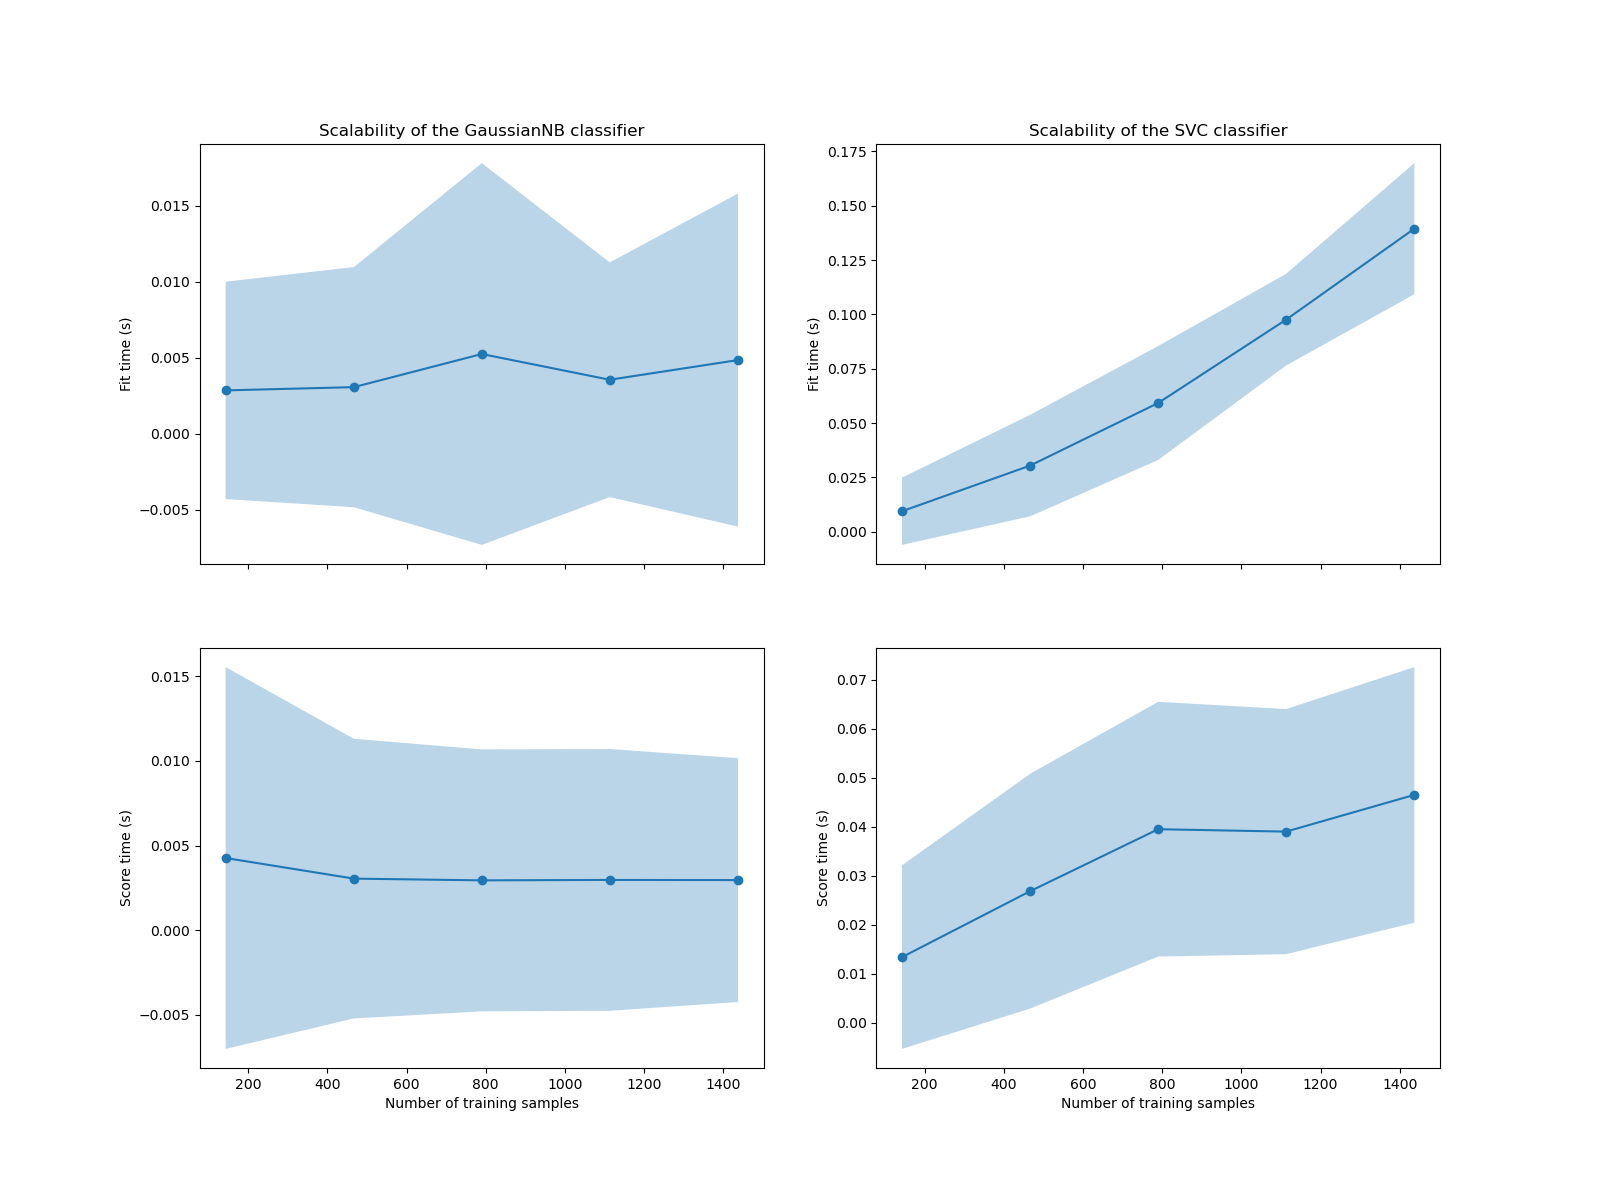 Scalability of the GaussianNB classifier
0.015
0.010
0.005
0.000
−0.005
Fit time (s)
Scalability of the SVC classifier
0.175
0.150
0.125
0.100
0.075
0.050
0.025
0.000
Fit time (s)
0.015
0.010
0.005
0.000
−0.005
Score time (s)
200 400 600 800 1000 1200 1400
Number of training samples
0.07
0.06
0.05
0.04
0.03
0.02
0.01
0.00
Score time (s)
200 400 600 800 1000 1200 1400
Number of training samples